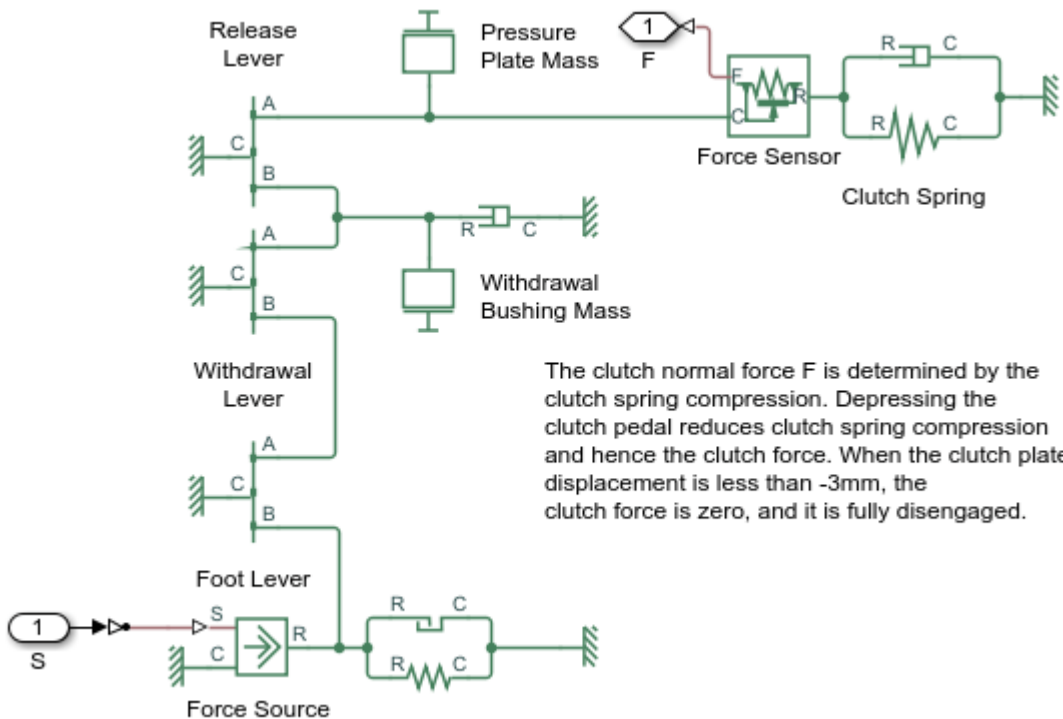 Release
Lever
Pressure
Plate Mass
1
F
A
C
B
F
C
R
Force Sensor
R
C
R
C
Clutch Spring
A
C
B
R
C
Withdrawal
Bushing Mass
Withdrawal
Lever
The clutch normal force F is determined by the
clutch spring compression. Depressing the
clutch pedal reduces clutch spring compression
and hence the clutch force. When the clutch plate
displacement is less than -3mm, the
clutch force is zero, and it is fully disengaged.
A
C
B
Foot Lever
1
S
S
C
R
Force Source
R
C
R
C